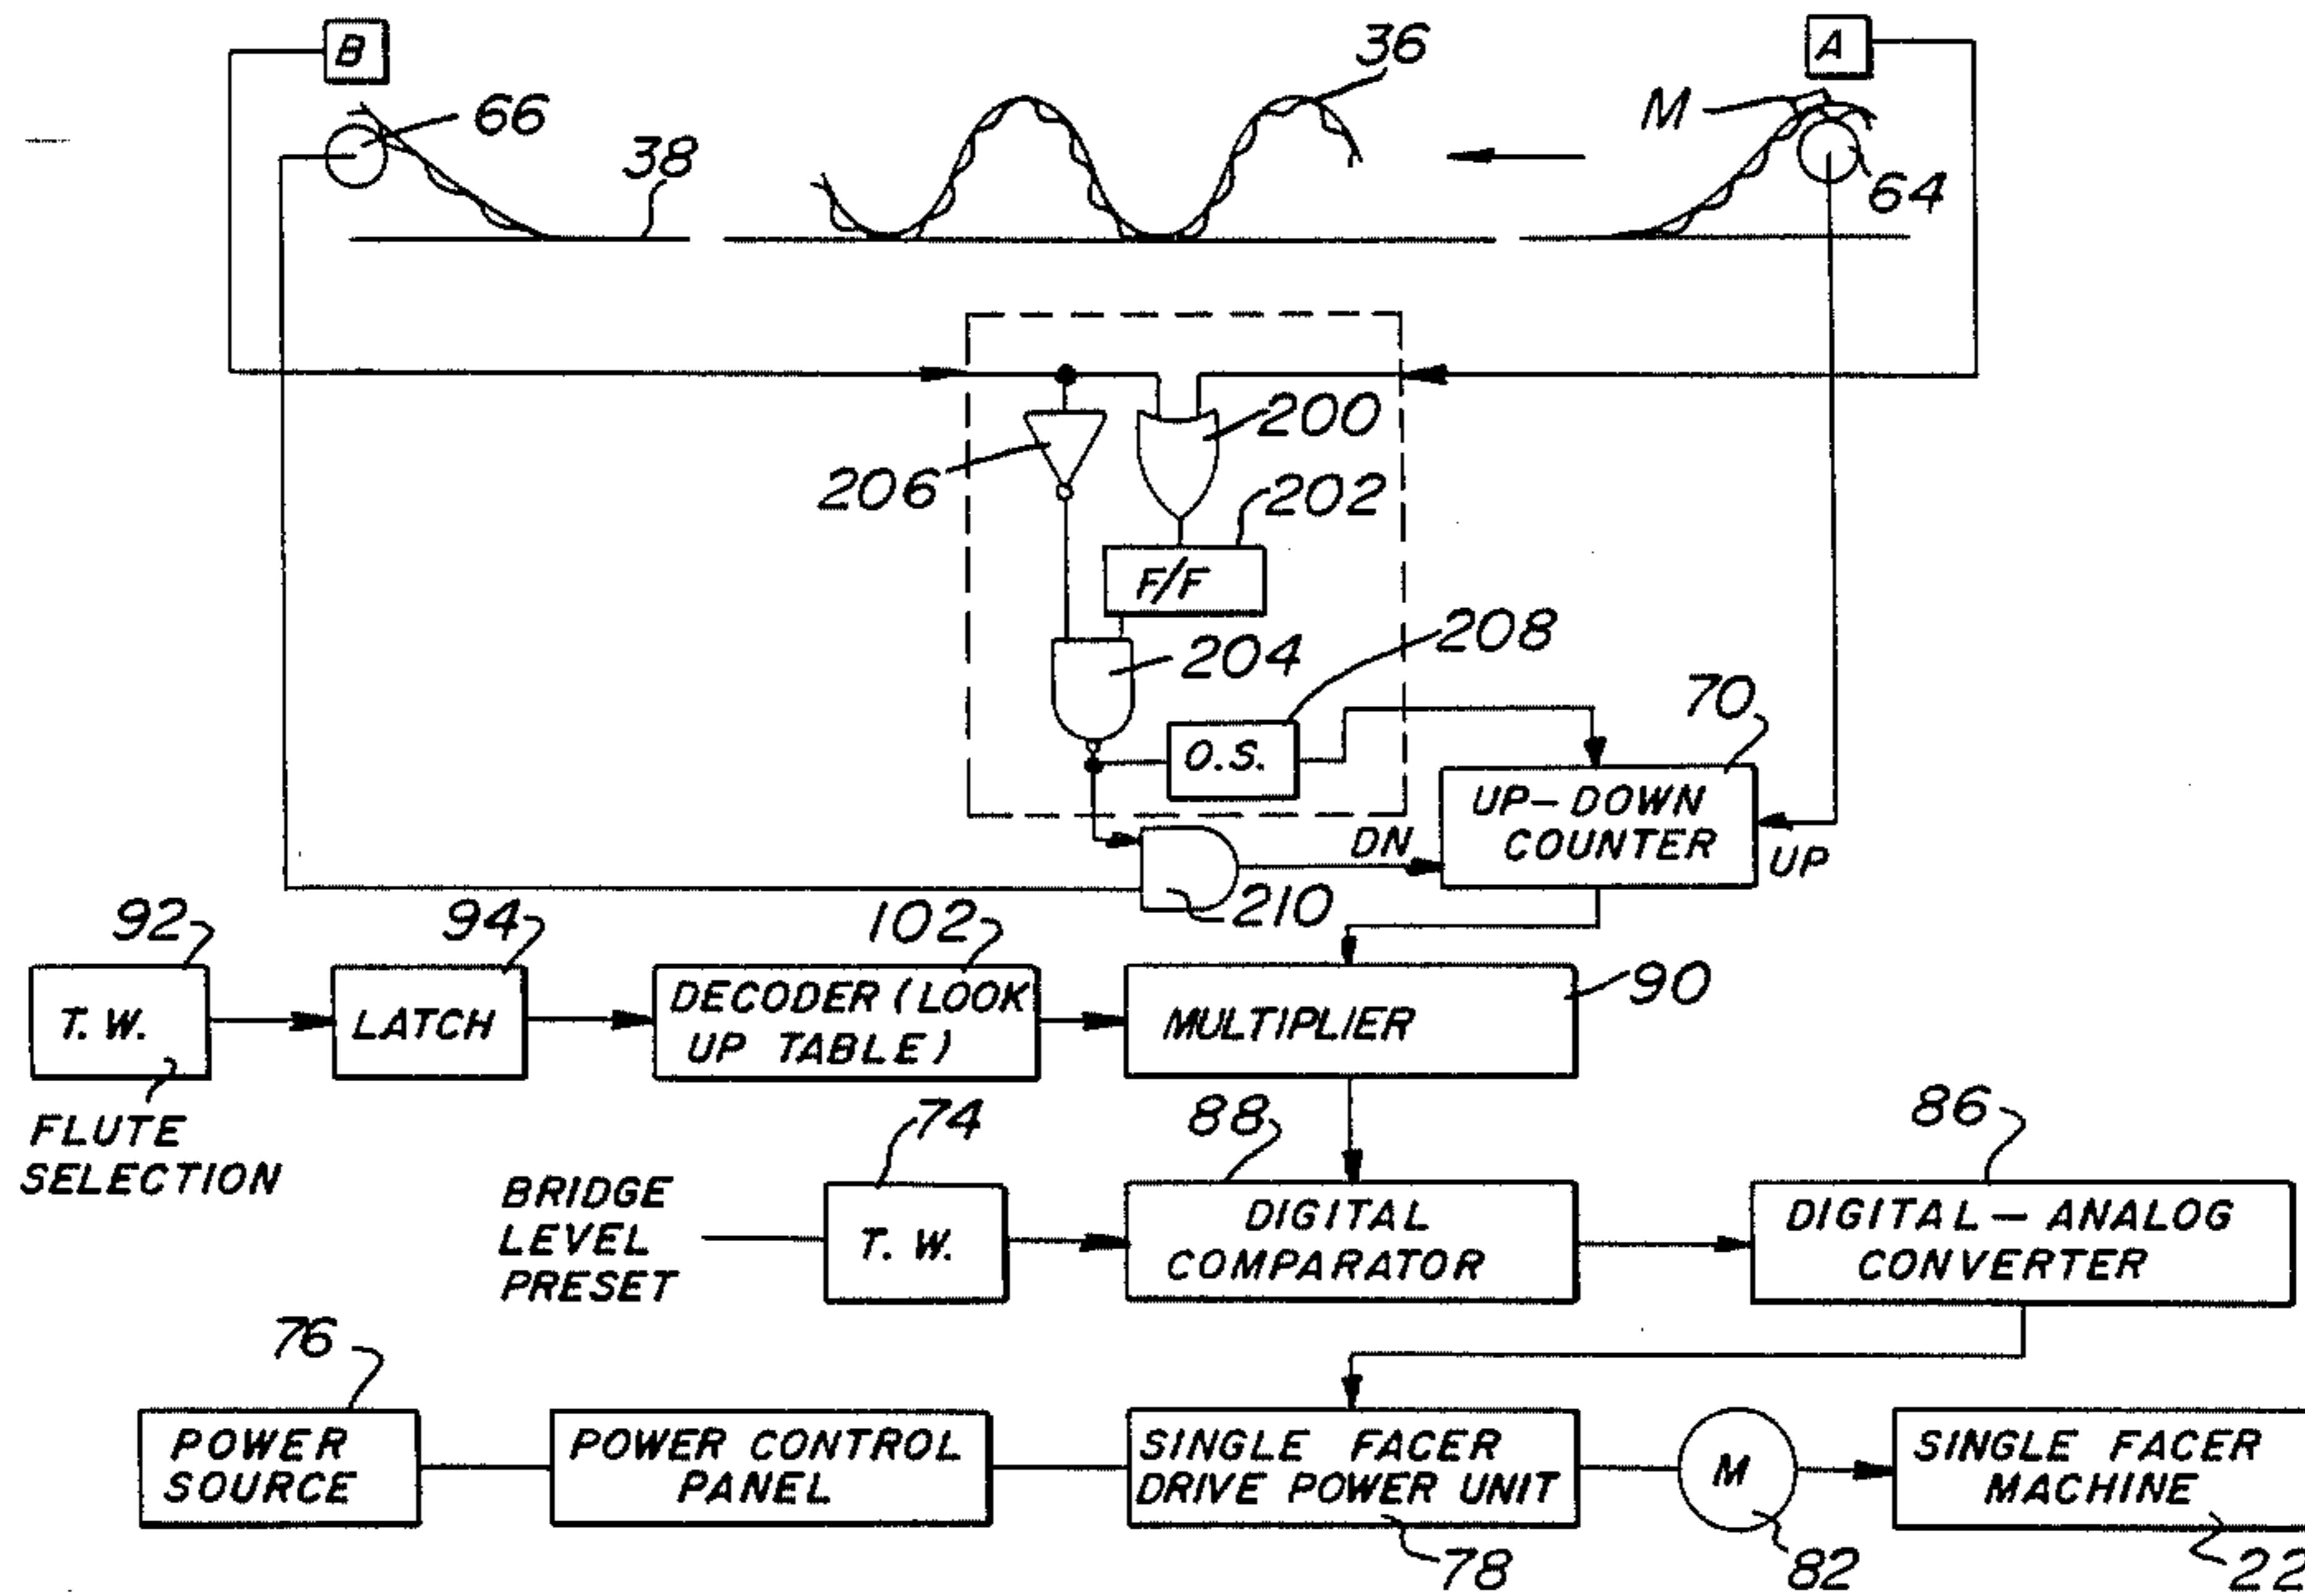 B
A
36
M
66
38
64
200
206
202
F/F
208
204
70
O.S.
UP-DOWN
COUNTER
DN
UP
210
92
94
102
90
T. W.
LATCH
DECODER (LOOK
UP TABLE)
MULTIPLIER
FLUTE
SELECTION
74
88
86
BRIDGE
LEVEL
PRESET
T. W.
DIGITAL
COMPARATOR
DIGITAL-ANALOG
CONVERTER
76
POWER
SOURCE
POWER CONTROL
PANEL
SINGLE FACER
DRIVE POWER UNIT
M
SINGLE FACER
MACHINE
78
82
22